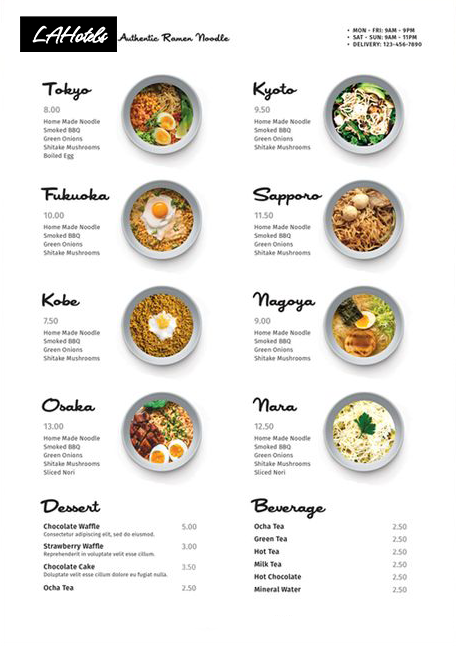 LAHotels
Authentic Ramen Noodle
• MON - FRI: 9AM - 9PM
• SAT - SUN: 9AM - 11PM
• DELIVERY: 123-456-7890
Tokyo
8.00
Home Made Noodle
Smoked BBQ
Green Onions
Shitake Mushrooms
Boiled Egg
Kyoto
9.50
Home Made Noodle
Smoked BBQ
Green Onions
Shitake Mushrooms
Fukuoka
10.00
Home Made Noodle
Smoked BBQ
Green Onions
Shitake Mushrooms
Sapporo
11.50
Home Made Noodle
Smoked BBQ
Green Onions
Shitake Mushrooms
Kobe
7.50
Home Made Noodle
Smoked BBQ
Green Onions
Shitake Mushrooms
Nagoya
9.00
Home Made Noodle
Smoked BBQ
Green Onions
Shitake Mushrooms
Osaka
13.00
Home Made Noodle
Smoked BBQ
Green Onions
Shitake Mushrooms
Sliced Nori
Nara
12.50
Home Made Noodle
Smoked BBQ
Green Onions
Shitake Mushrooms
Sliced Nori
Dessert
Chocolate Waffle 5.00
Consectetur adipiscing elit, sed do eiusmod.
Strawberry Waffle 3.00
Reprehenderit in voluptate velit esse cillum.
Chocolate Cake 3.50
Doluptate velit esse cillum dolore eu fugiat nulla.
Ocha Tea 2.50
Beverage
Ocha Tea 2.50
Green Tea 2.50
Hot Tea 2.50
Milk Tea 2.50
Hot Chocolate 2.50
Mineral Water 2.50